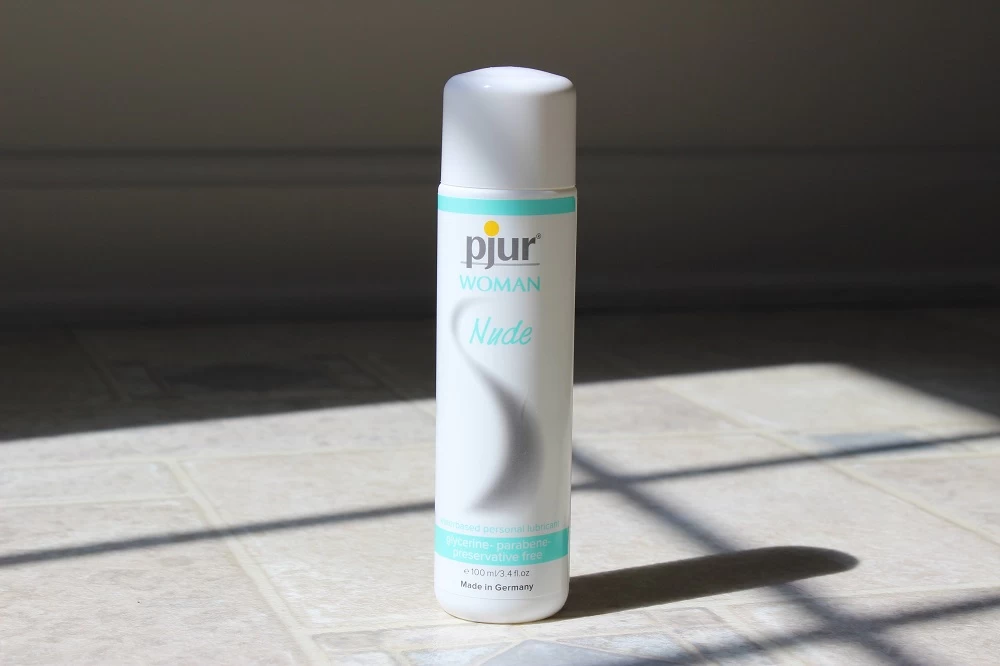 pjur®
WOMAN
Nude
based personal lubricant
glycerine- parabene-
preservative free
e 100 ml/3.4 fl.oz
Made in Germany